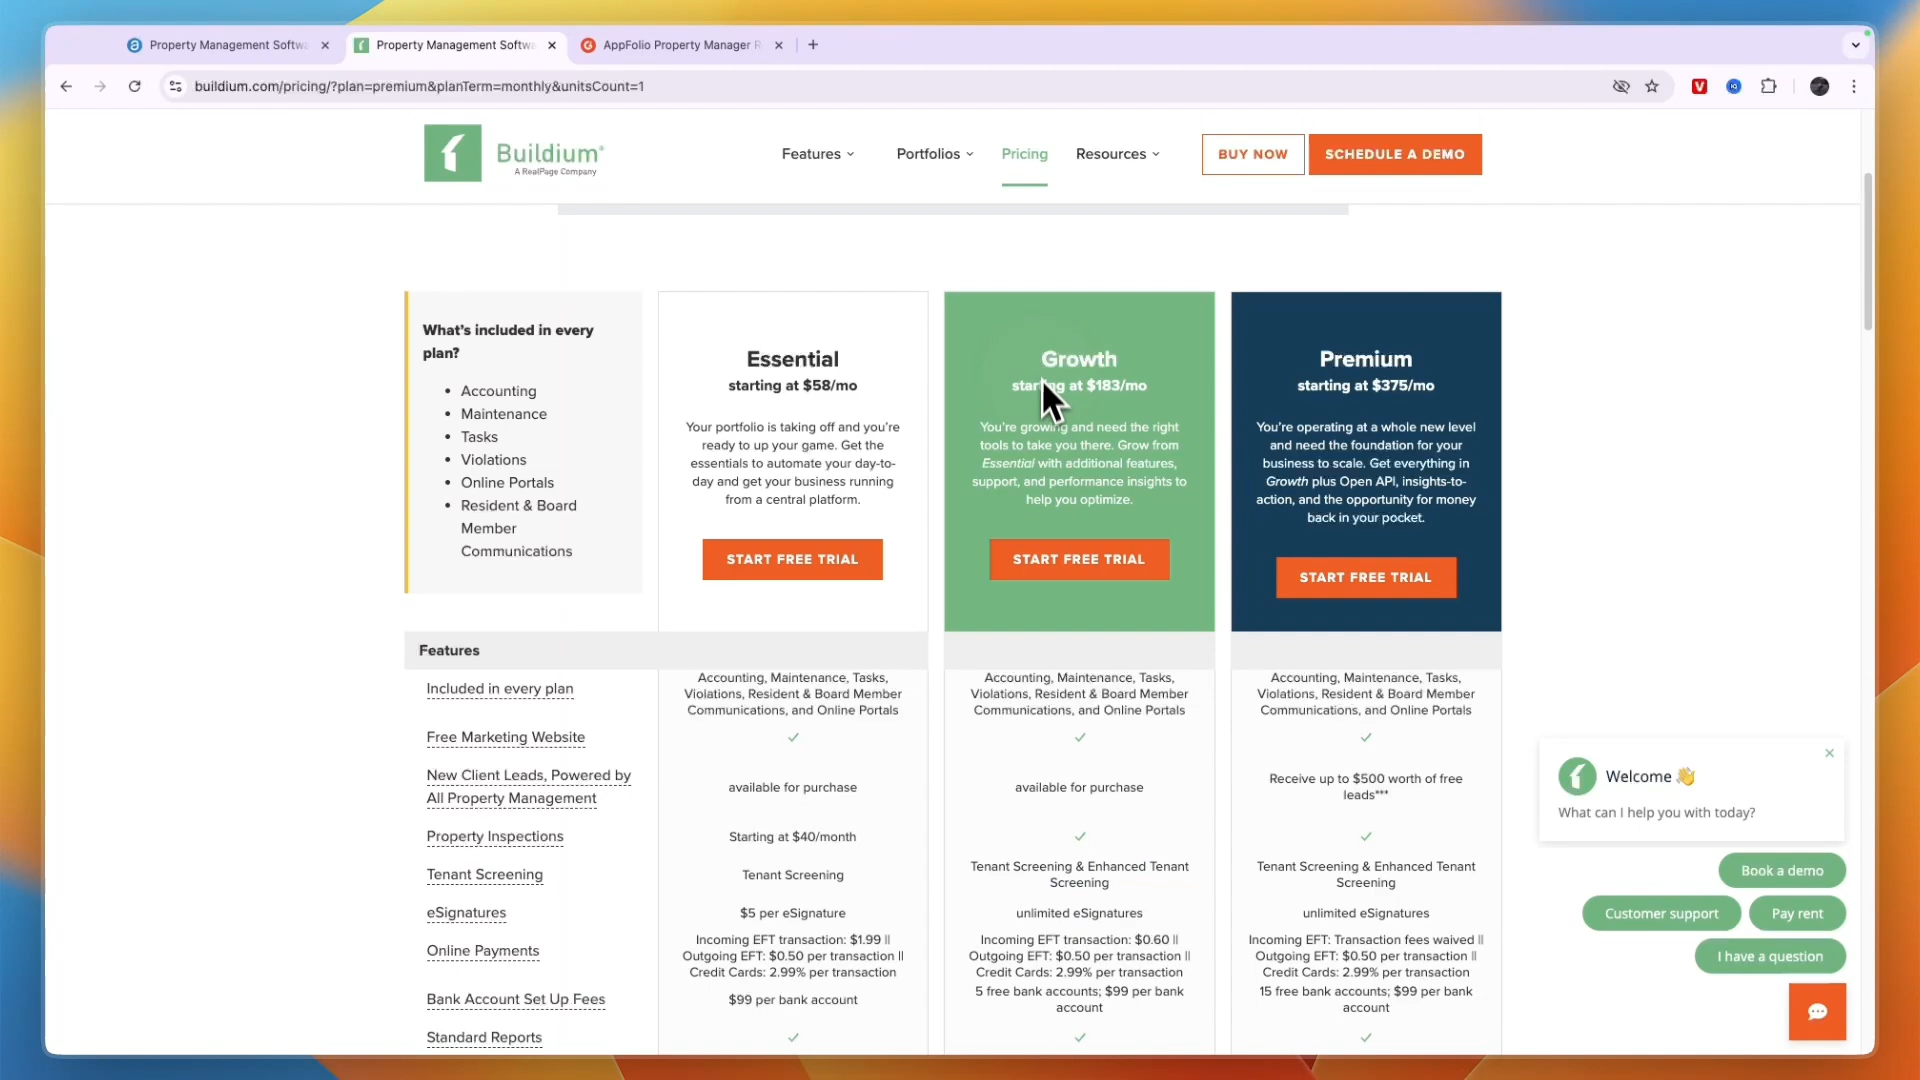 Property Management Softw
Property Management Softwa
AppFolio Property Manager R
buildium.com/pricing/?plan=premium&planTerm=monthly&unitsCount=1
Buildium®
A RealPage Company
Features
Portfolios
Pricing
Resources
BUY NOW
SCHEDULE A DEMO
What's included in every
plan?
• Accounting
• Maintenance
• Tasks
• Violations
• Online Portals
• Resident & Board
Member
Communications
Essential
starting at $58/mo
Your portfolio is taking off and you're
ready to up your game. Get the
essentials to automate your day-to-
day and get your business running
from a central platform.
START FREE TRIAL
Growth
starting at $183/mo
You're growing and need the right
tools to take you there. Grow from
Essential with additional features,
support, and performance insights to
help you optimize.
START FREE TRIAL
Premium
starting at $375/mo
You're operating at a whole new level
and need the foundation for your
business to scale. Get everything in
Growth plus Open API, insights-to-
action, and the opportunity for money
back in your pocket.
START FREE TRIAL
Features
Included in every plan
Accounting, Maintenance, Tasks,
Violations, Resident & Board Member
Communications, and Online Portals
Accounting, Maintenance, Tasks,
Violations, Resident & Board Member
Communications, and Online Portals
Accounting, Maintenance, Tasks,
Violations, Resident & Board Member
Communications, and Online Portals
Free Marketing Website
New Client Leads, Powered by
All Property Management
available for purchase
available for purchase
Receive up to $500 worth of free
leads***
Property Inspections
Starting at $40/month
Tenant Screening
Tenant Screening
Tenant Screening & Enhanced Tenant
Screening
Tenant Screening & Enhanced Tenant
Screening
eSignatures
$5 per eSignature
unlimited eSignatures
unlimited eSignatures
Online Payments
Incoming EFT transaction: $1.99 ||
Outgoing EFT: $0.50 per transaction ||
Credit Cards: 2.99% per transaction
Incoming EFT transaction: $0.60 ||
Outgoing EFT: $0.50 per transaction ||
Credit Cards: 2.99% per transaction
Incoming EFT: Transaction fees waived ||
Outgoing EFT: $0.50 per transaction ||
Credit Cards: 2.99% per transaction
Bank Account Set Up Fees
$99 per bank account
5 free bank accounts; $99 per bank
account
15 free bank accounts; $99 per bank
account
Standard Reports
Welcome 👋
What can I help you with today?
Book a demo
Customer support
Pay rent
I have a question